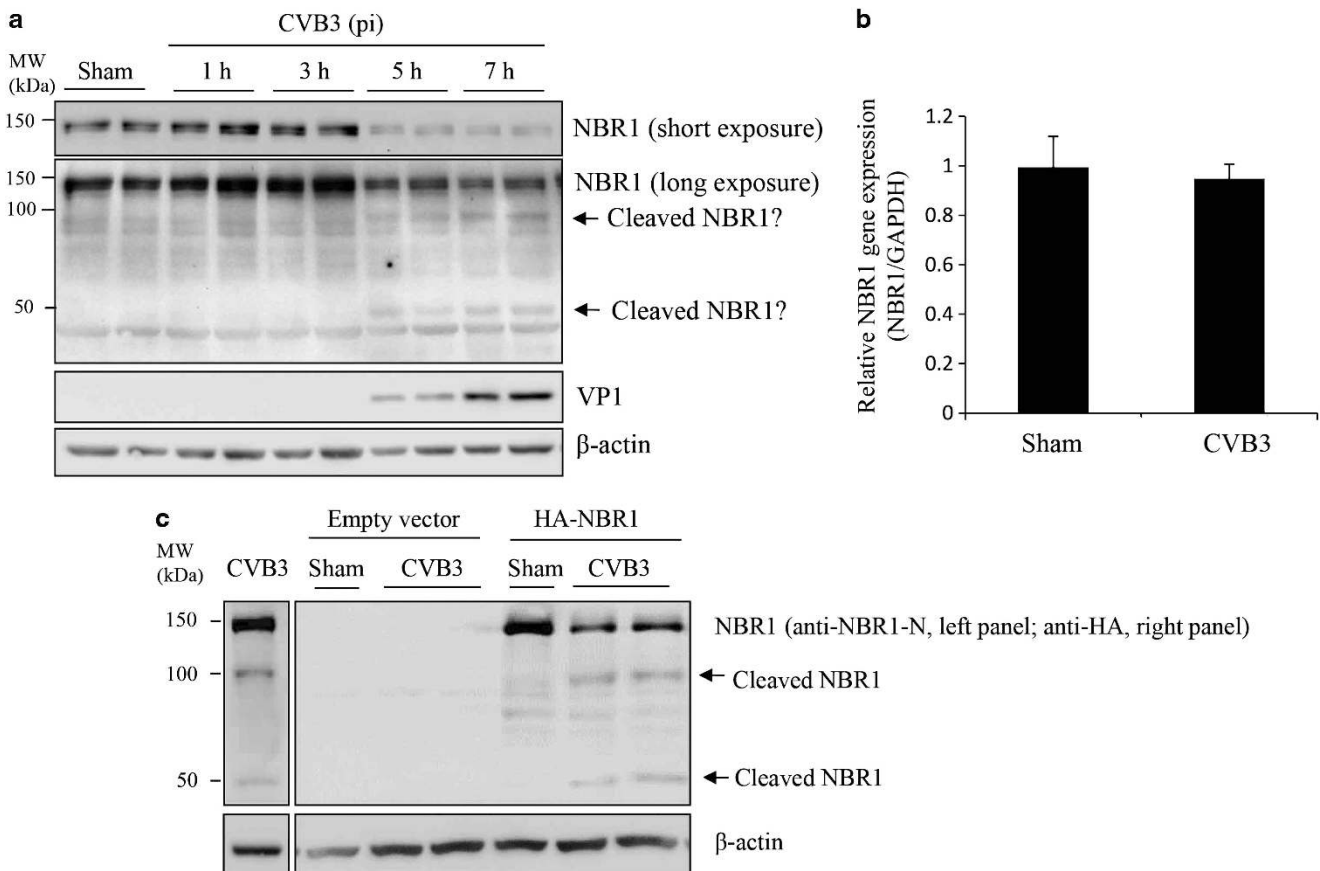 a
CVB3 (pi)
MW
(kDa)
Sham 1 h 3 h 5 h 7 h
150
NBR1 (short exposure)
150
NBR1 (long exposure)
100
Cleaved NBR1?
50
Cleaved NBR1?
VP1
β-actin
b
Relative NBR1 gene expression
(NBR1/GAPDH)
1.2
1
0.8
0.6
0.4
0.2
0
Sham CVB3
c
Empty vector HA-NBR1
MW
(kDa)
CVB3 Sham CVB3 Sham CVB3
150
NBR1 (anti-NBR1-N, left panel; anti-HA, right panel)
100
Cleaved NBR1
50
Cleaved NBR1
β-actin